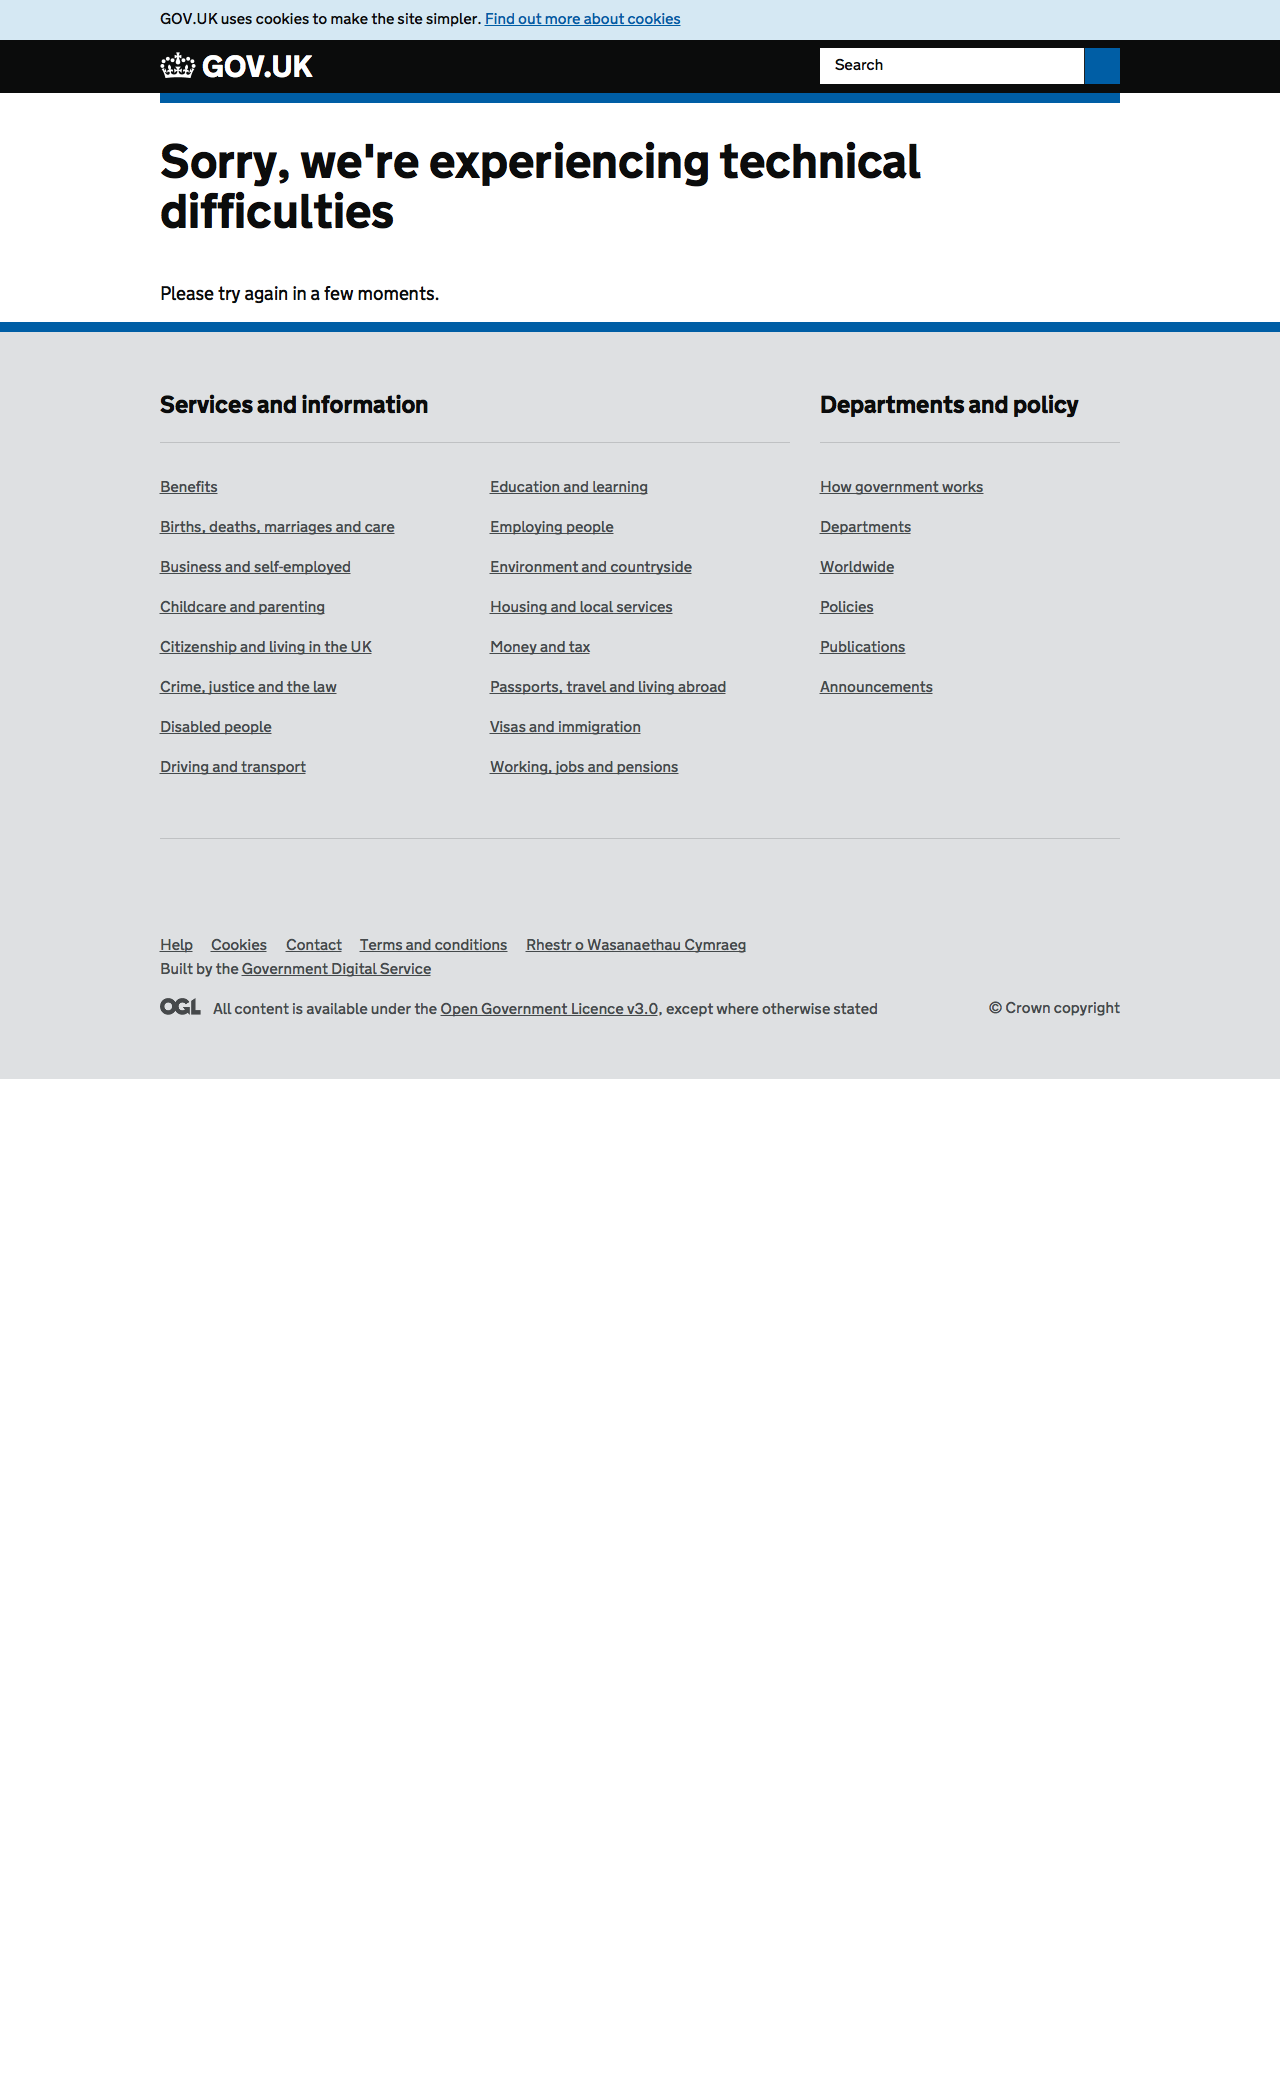 GOV.UK uses cookies to make the site simpler. Find out more about cookies
GOV.UK
Search
Sorry, we're experiencing technical
difficulties
Please try again in a few moments.
Services and information
Benefits
Births, deaths, marriages and care
Business and self-employed
Childcare and parenting
Citizenship and living in the UK
Crime, justice and the law
Disabled people
Driving and transport
Education and learning
Employing people
Environment and countryside
Housing and local services
Money and tax
Passports, travel and living abroad
Visas and immigration
Working, jobs and pensions
Departments and policy
How government works
Departments
Worldwide
Policies
Publications
Announcements
Help Cookies Contact Terms and conditions Rhestr o Wasanaethau Cymraeg
Built by the Government Digital Service
OGL All content is available under the Open Government Licence v3.0, except where otherwise stated
© Crown copyright